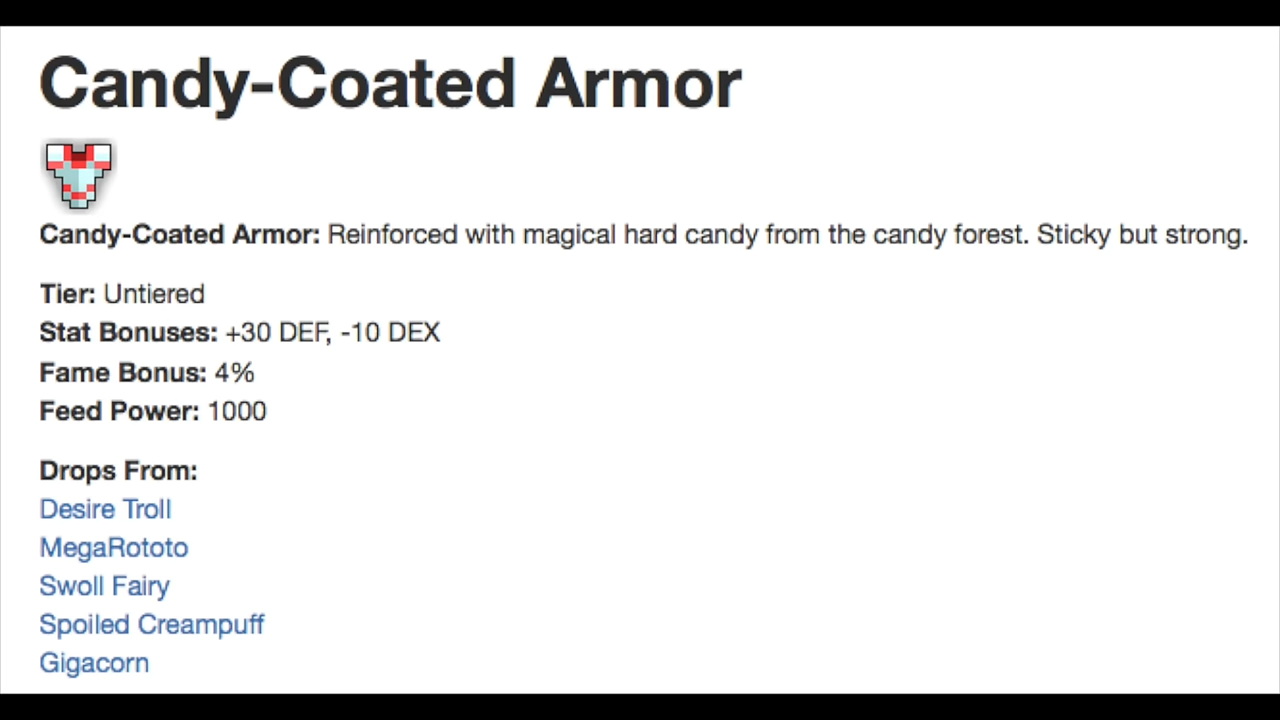 Candy-Coated Armor
Candy-Coated Armor: Reinforced with magical hard candy from the candy forest. Sticky but strong.
Tier: Untiered
Stat Bonuses: +30 DEF, -10 DEX
Fame Bonus: 4%
Feed Power: 1000
Drops From:
Desire Troll
MegaRototo
Swoll Fairy
Spoiled Creampuff
Gigacorn